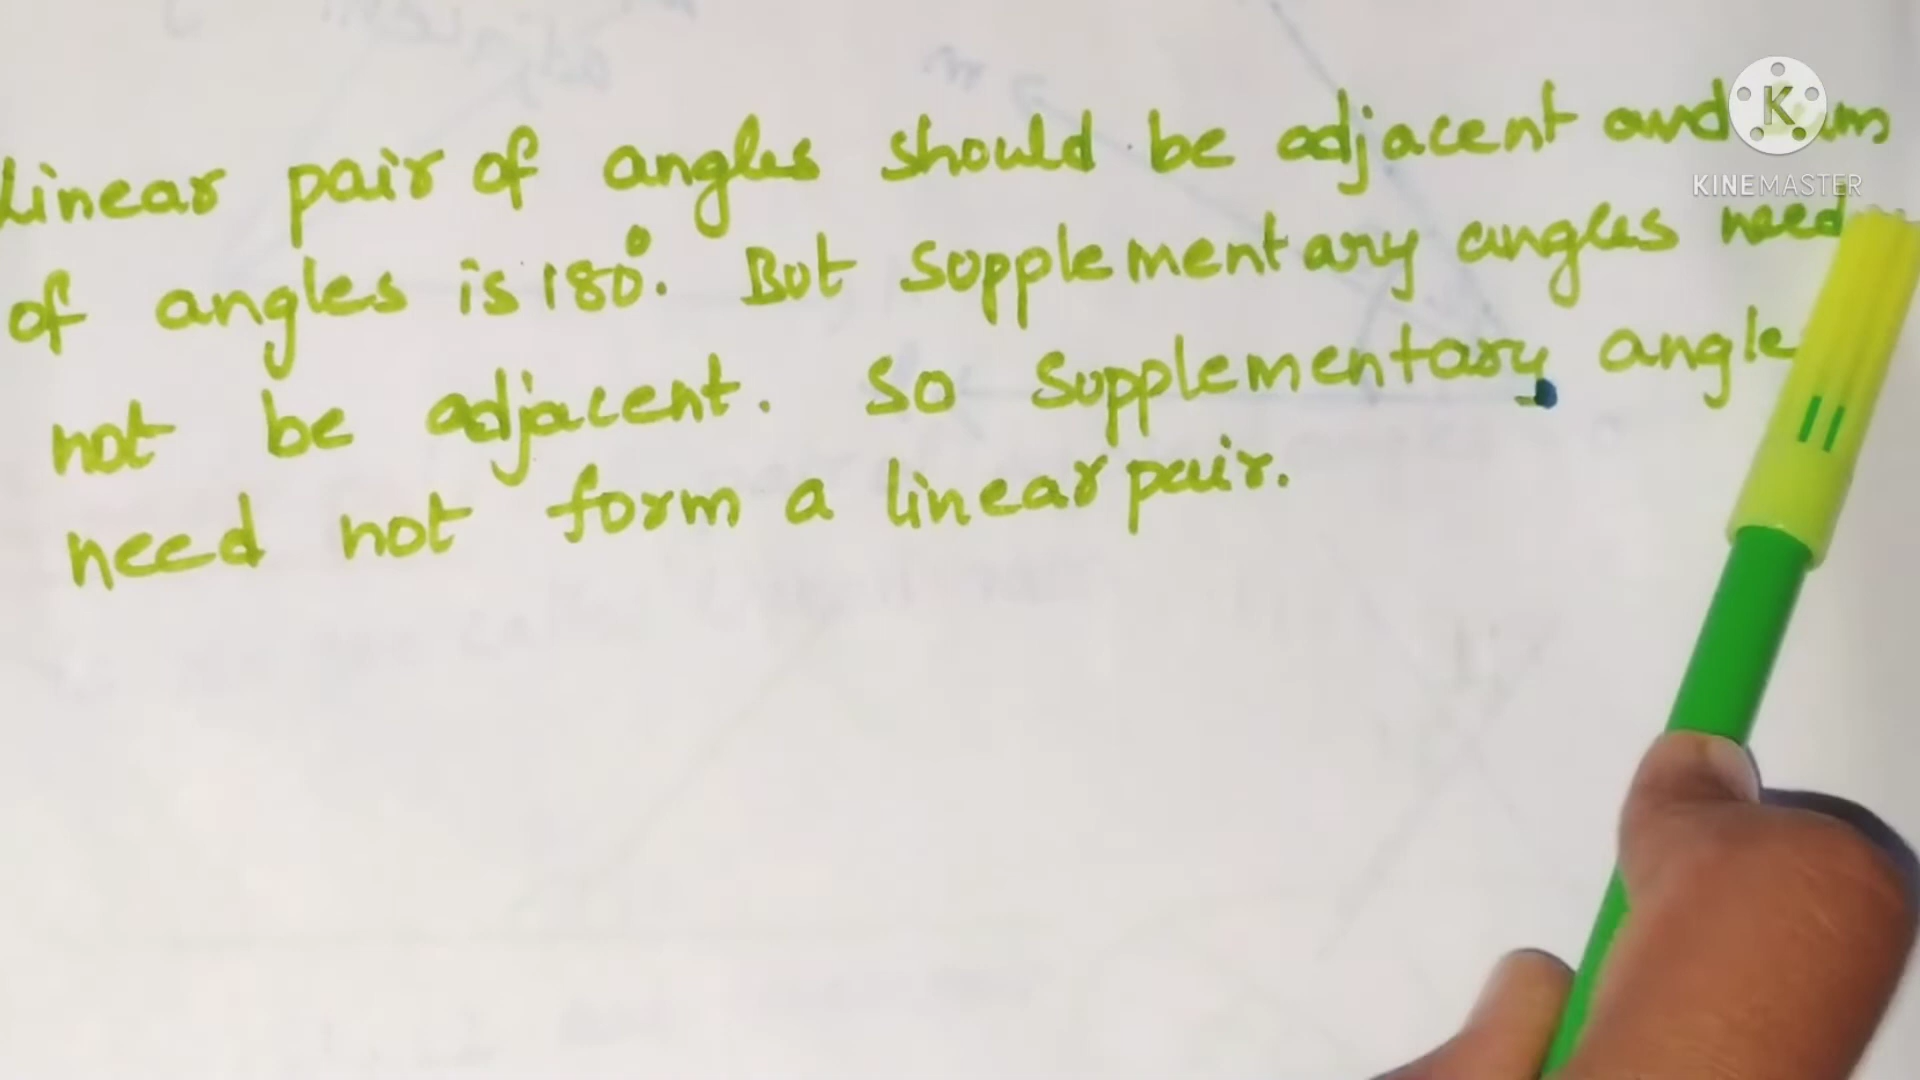 Linear pair of angles should be adjacent and
of angles is 180°. But supplementary angles need
not be adjacent. So supplementary angle
need not form a linear pair.
K
KINEMASTER